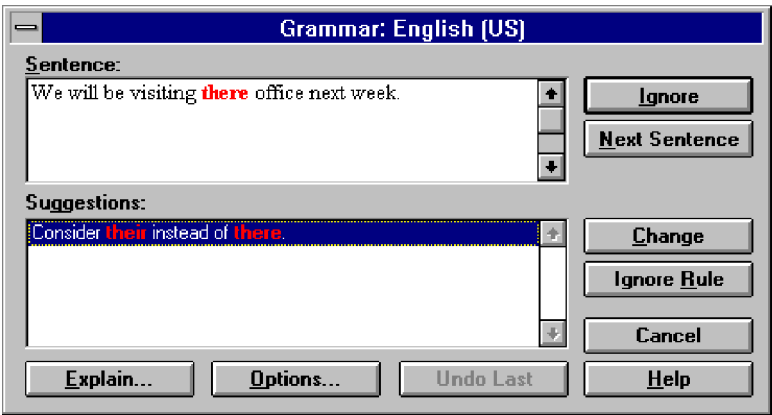 Grammar: English (US)
Sentence:
We will be visiting there office next week.
Ignore
Next Sentence
Suggestions:
Consider their instead of there.
Change
Ignore Rule
Cancel
Explain...
Options...
Undo Last
Help